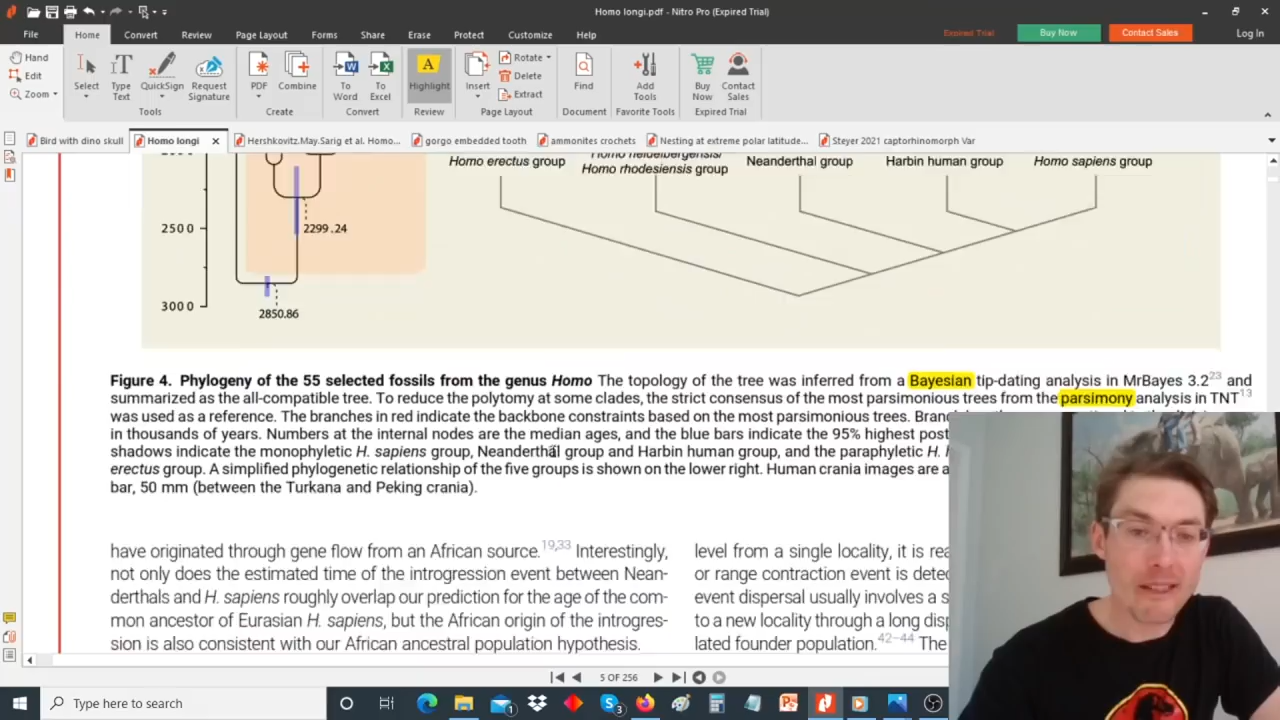 Homo longi.pdf - Nitro Pro (Expired Trial)
File Home Convert Review Page Layout Forms Share Erase Protect Customize Help Expired Trial Buy Now Contact Sales Log In
Hand
Edit
Zoom
Select
Type Text
QuickSign
Request Signature
Tools
PDF
Combine
Create
To Word
To Excel
Convert
Highlight
Review
Insert
Rotate
Delete
Extract
Page Layout
Find
Document
Add Tools
Favorite Tools
Buy Now
Contact Sales
Expired Trial
Bird with dino skull Homo longi Hershkovitz.May.Sarig et al. Homo... gorgo embedded tooth ammonites crochets Nesting at extreme polar latitude... Steyer 2021 captorhinomorph Var
Homo erectus group
Homo heidelbergensis/
Homo rhodesiensis group
Neanderthal group
Harbin human group
Homo sapiens group
2500
2299.24
3000
2850.86
Figure 4. Phylogeny of the 55 selected fossils from the genus Homo The topology of the tree was inferred from a Bayesian tip-dating analysis in MrBayes 3.2²³ and
summarized as the all-compatible tree. To reduce the polytomy at some clades, the strict consensus of the most parsimonious trees from the parsimony analysis in TNT¹³
was used as a reference. The branches in red indicate the backbone constraints based on the most parsimonious trees.
in thousands of years. Numbers at the internal nodes are the median ages, and the blue bars indicate the 95% highest post
shadows indicate the monophyletic H. sapiens group, Neanderthal group and Harbin human group, and the paraphyletic H.
erectus group. A simplified phylogenetic relationship of the five groups is shown on the lower right. Human crania images are a
bar, 50 mm (between the Turkana and Peking crania).
have originated through gene flow from an African source.¹⁹,³³ Interestingly,
not only does the estimated time of the introgression event between Nean-
derthals and H. sapiens roughly overlap our prediction for the age of the com-
mon ancestor of Eurasian H. sapiens, but the African origin of the introgres-
sion is also consistent with our African ancestral population hypothesis.
level from a single locality, it is rea
or range contraction event is detec
event dispersal usually involves a s
to a new locality through a long disp
lated founder population.⁴²⁻⁴⁴ The
5 OF 256
Type here to search